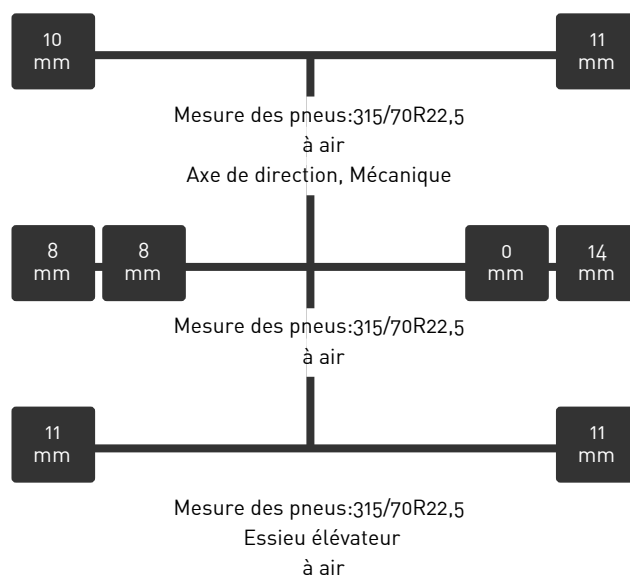 10 mm 11 mm
Mesure des pneus:315/70R22,5
à air
Axe de direction, Mécanique
8 mm 8 mm 0 mm 14 mm
Mesure des pneus:315/70R22,5
à air
11 mm 11 mm
Mesure des pneus:315/70R22,5
Essieu élévateur
à air